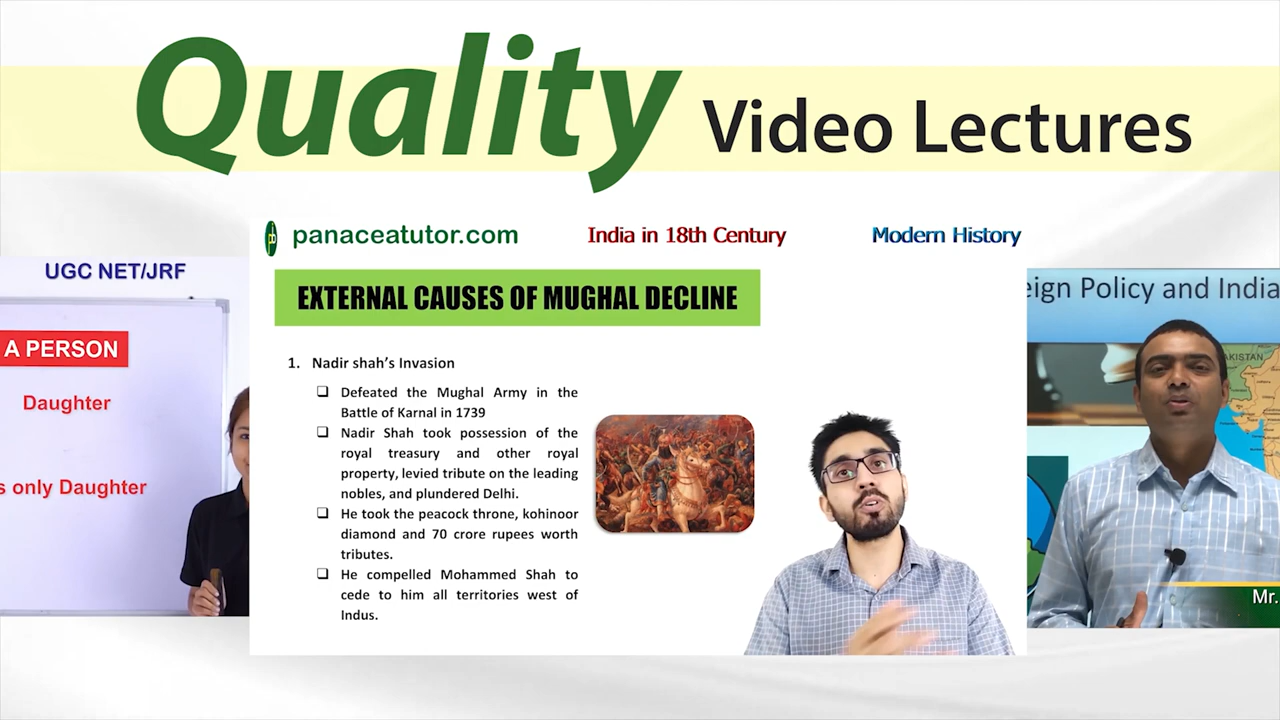 Quality Video Lectures
panaceatutor.com India in 18th Century Modern History
EXTERNAL CAUSES OF MUGHAL DECLINE
1. Nadir shah's Invasion
❑ Defeated the Mughal Army in the
Battle of Karnal in 1739
❑ Nadir Shah took possession of the
royal treasury and other royal
property, levied tribute on the leading
nobles, and plundered Delhi.
❑ He took the peacock throne, kohinoor
diamond and 70 crore rupees worth
tributes.
❑ He compelled Mohammed Shah to
cede to him all territories west of
Indus.
UGC NET/JRF
A PERSON
Daughter
s only Daughter
eign Policy and India
AKISTAN
Mr.